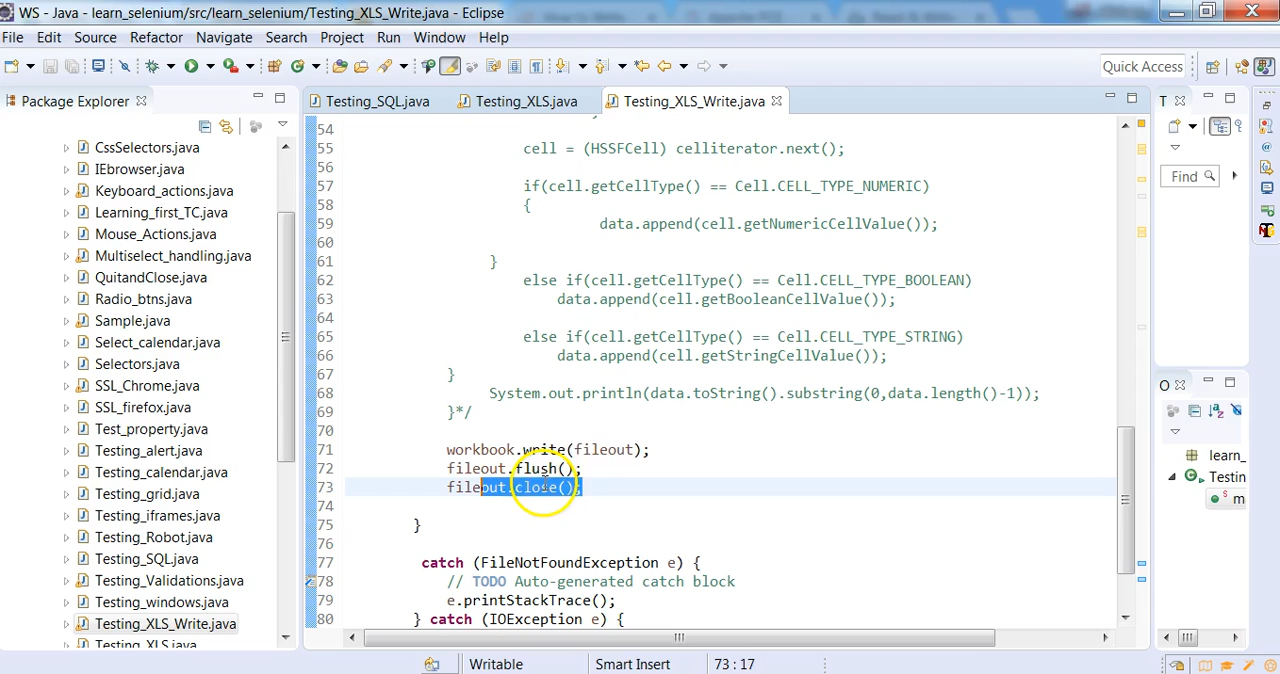 WS - Java - learn_selenium/src/learn_selenium/Testing_XLS_Write.java - Eclipse
File Edit Source Refactor Navigate Search Project Run Window Help
Quick Access
Package Explorer
Testing_SQL.java
Testing_XLS.java
Testing_XLS_Write.java
T
CssSelectors.java
IEbrowser.java
Keyboard_actions.java
Learning_first_TC.java
Mouse_Actions.java
Multiselect_handling.java
QuitandClose.java
Radio_btns.java
Sample.java
Select_calendar.java
Selectors.java
SSL_Chrome.java
SSL_firefox.java
Test_property.java
Testing_alert.java
Testing_calendar.java
Testing_grid.java
Testing_iframes.java
Testing_Robot.java
Testing_SQL.java
Testing_Validations.java
Testing_windows.java
Testing_XLS_Write.java
Testing_XLS.java
54
55 cell = (HSSFCell) celliterator.next();
56
57 if(cell.getCellType() == Cell.CELL_TYPE_NUMERIC)
58 {
59 data.append(cell.getNumericCellValue());
60
61 }
62 else if(cell.getCellType() == Cell.CELL_TYPE_BOOLEAN)
63 data.append(cell.getBooleanCellValue());
64
65 else if(cell.getCellType() == Cell.CELL_TYPE_STRING)
66 data.append(cell.getStringCellValue());
67 }
68 System.out.println(data.toString().substring(0,data.length()-1));
69 }*/
70
71 workbook.write(fileout);
72 fileout.flush();
73 fileout.close();
74
75 }
76
77 catch (FileNotFoundException e) {
78 // TODO Auto-generated catch block
79 e.printStackTrace();
80 } catch (IOException e) {
Find
O
learn_
Testin
m
Writable Smart Insert 73 : 17